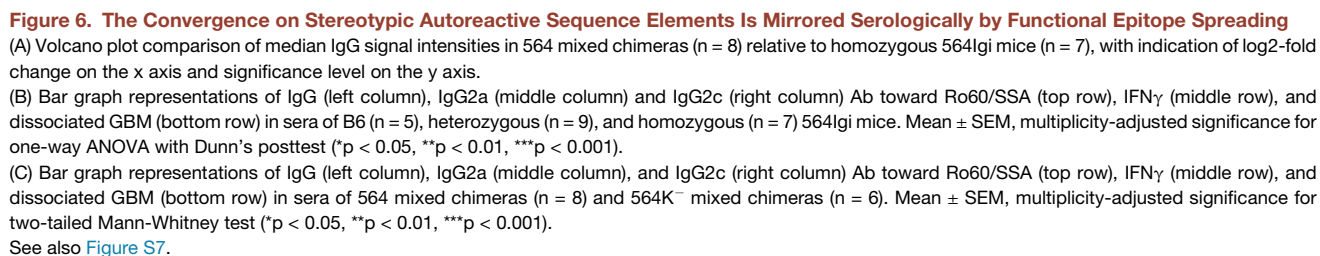 Figure 6. The Convergence on Stereotypic Autoreactive Sequence Elements Is Mirrored Serologically by Functional Epitope Spreading
(A) Volcano plot comparison of median IgG signal intensities in 564 mixed chimeras (n = 8) relative to homozygous 564Igi mice (n = 7), with indication of log2-fold
change on the x axis and significance level on the y axis.
(B) Bar graph representations of IgG (left column), IgG2a (middle column) and IgG2c (right column) Ab toward Ro60/SSA (top row), IFNγ (middle row), and
dissociated GBM (bottom row) in sera of B6 (n = 5), heterozygous (n = 9), and homozygous (n = 7) 564Igi mice. Mean ± SEM, multiplicity-adjusted significance for
one-way ANOVA with Dunn's posttest (*p < 0.05, **p < 0.01, ***p < 0.001).
(C) Bar graph representations of IgG (left column), IgG2a (middle column), and IgG2c (right column) Ab toward Ro60/SSA (top row), IFNγ (middle row), and
dissociated GBM (bottom row) in sera of 564 mixed chimeras (n = 8) and 564K⁻ mixed chimeras (n = 6). Mean ± SEM, multiplicity-adjusted significance for
two-tailed Mann-Whitney test (*p < 0.05, **p < 0.01, ***p < 0.001).
See also Figure S7.